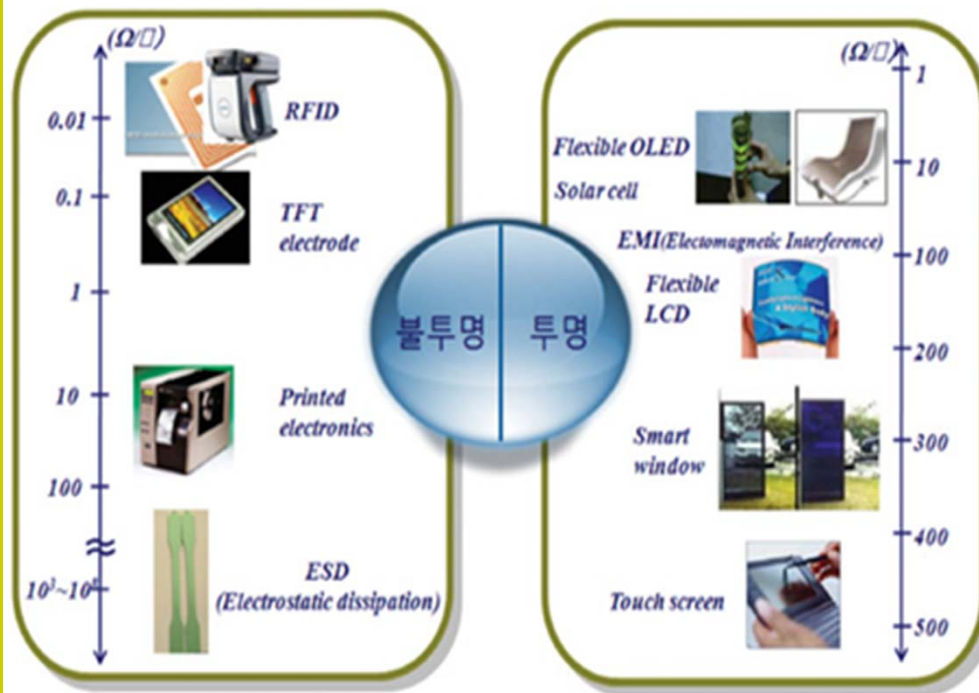 (Ω/□)
0.01
0.1
1
10
100
RFID
TFT
electrode
Printed
electronics
ESD
(Electrostatic dissipation)
불투명
투명
(Ω/□)
1
10
100
200
300
400
500
Flexible OLED
Solar cell
EMI(Electomagnetic Interference)
Flexible
LCD
Smart
window
Touch screen